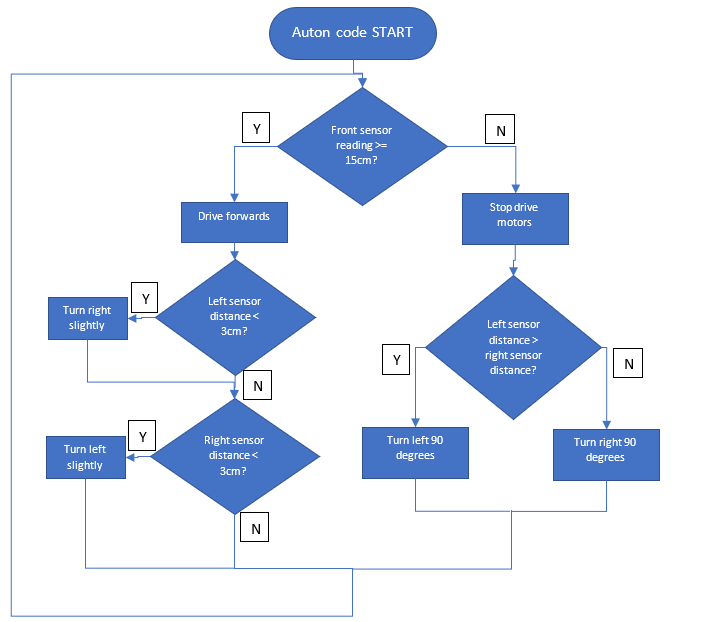 Auton code START
Y
Front sensor
reading >=
15cm?
N
Drive forwards
Stop drive
motors
Y
Left sensor
distance <
3cm?
Turn right
slightly
N
Left sensor
distance >
right sensor
distance?
Y
N
Y
Right sensor
distance <
3cm?
Turn left
slightly
Turn left 90
degrees
Turn right 90
degrees
N